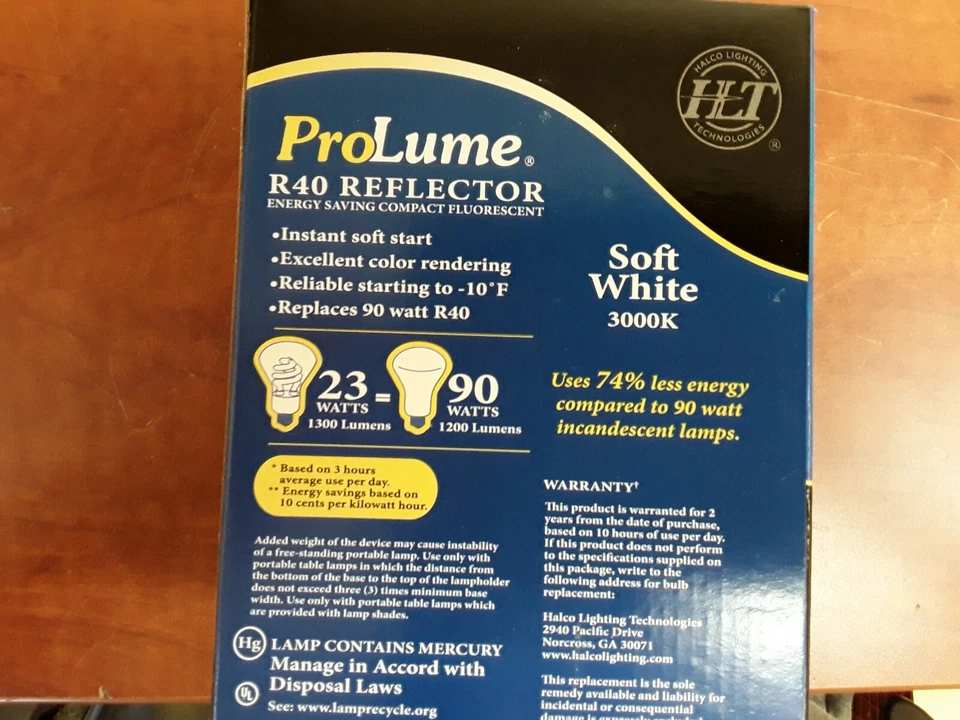 HALCO LIGHTING
HLT
TECHNOLOGIES
®
ProLume®
R40 REFLECTOR
ENERGY SAVING COMPACT FLUORESCENT
•Instant soft start
•Excellent color rendering
•Reliable starting to -10°F
•Replaces 90 watt R40
Soft
White
3000K
23
WATTS
1300 Lumens
=
90
WATTS
1200 Lumens
Uses 74% less energy
compared to 90 watt
incandescent lamps.
* Based on 3 hours
average use per day.
** Energy savings based on
10 cents per kilowatt hour.
Added weight of the device may cause instability
of a free-standing portable lamp. Use only with
portable table lamps in which the distance from
the bottom of the base to the top of the lampholder
does not exceed three (3) times minimum base
width. Use only with portable table lamps which
are provided with lamp shades.
Hg LAMP CONTAINS MERCURY
Manage in Accord with
Disposal Laws
UL
See: www.lamprecycle.org
WARRANTY†
This product is warranted for 2
years from the date of purchase,
based on 10 hours of use per day.
If this product does not perform
to the specifications supplied on
this package, write to the
following address for bulb
replacement:
Halco Lighting Technologies
2940 Pacific Drive
Norcross, GA 30071
www.halcolighting.com
This replacement is the sole
remedy available and liability for
incidental or consequential
damage is expressly excluded